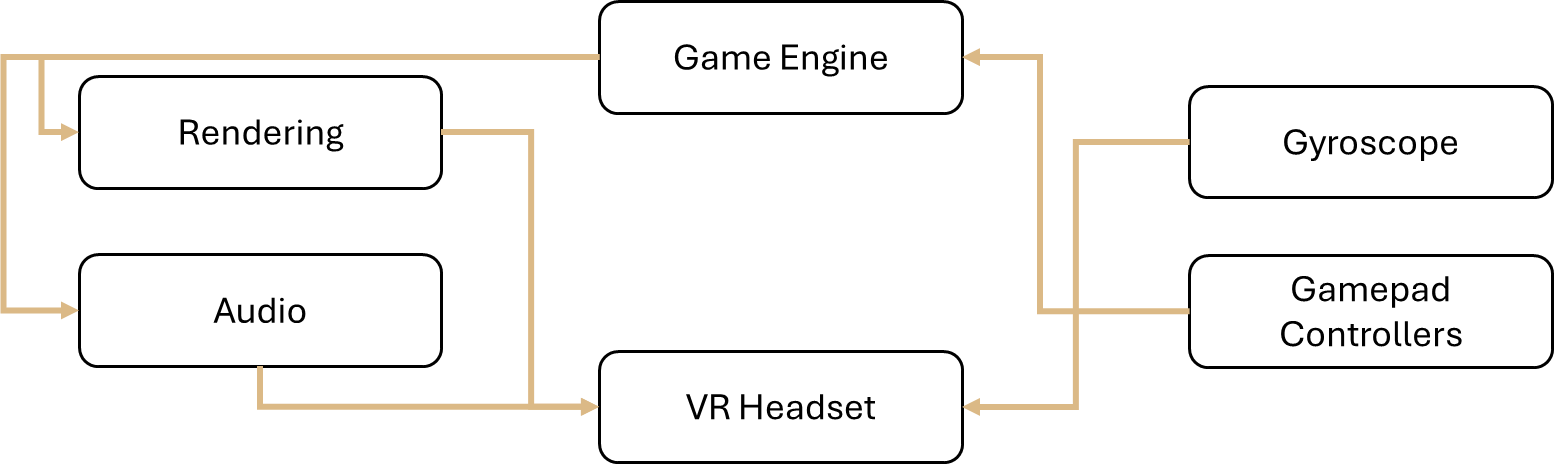 Game Engine
Rendering
Gyroscope
Audio
Gamepad
Controllers
VR Headset